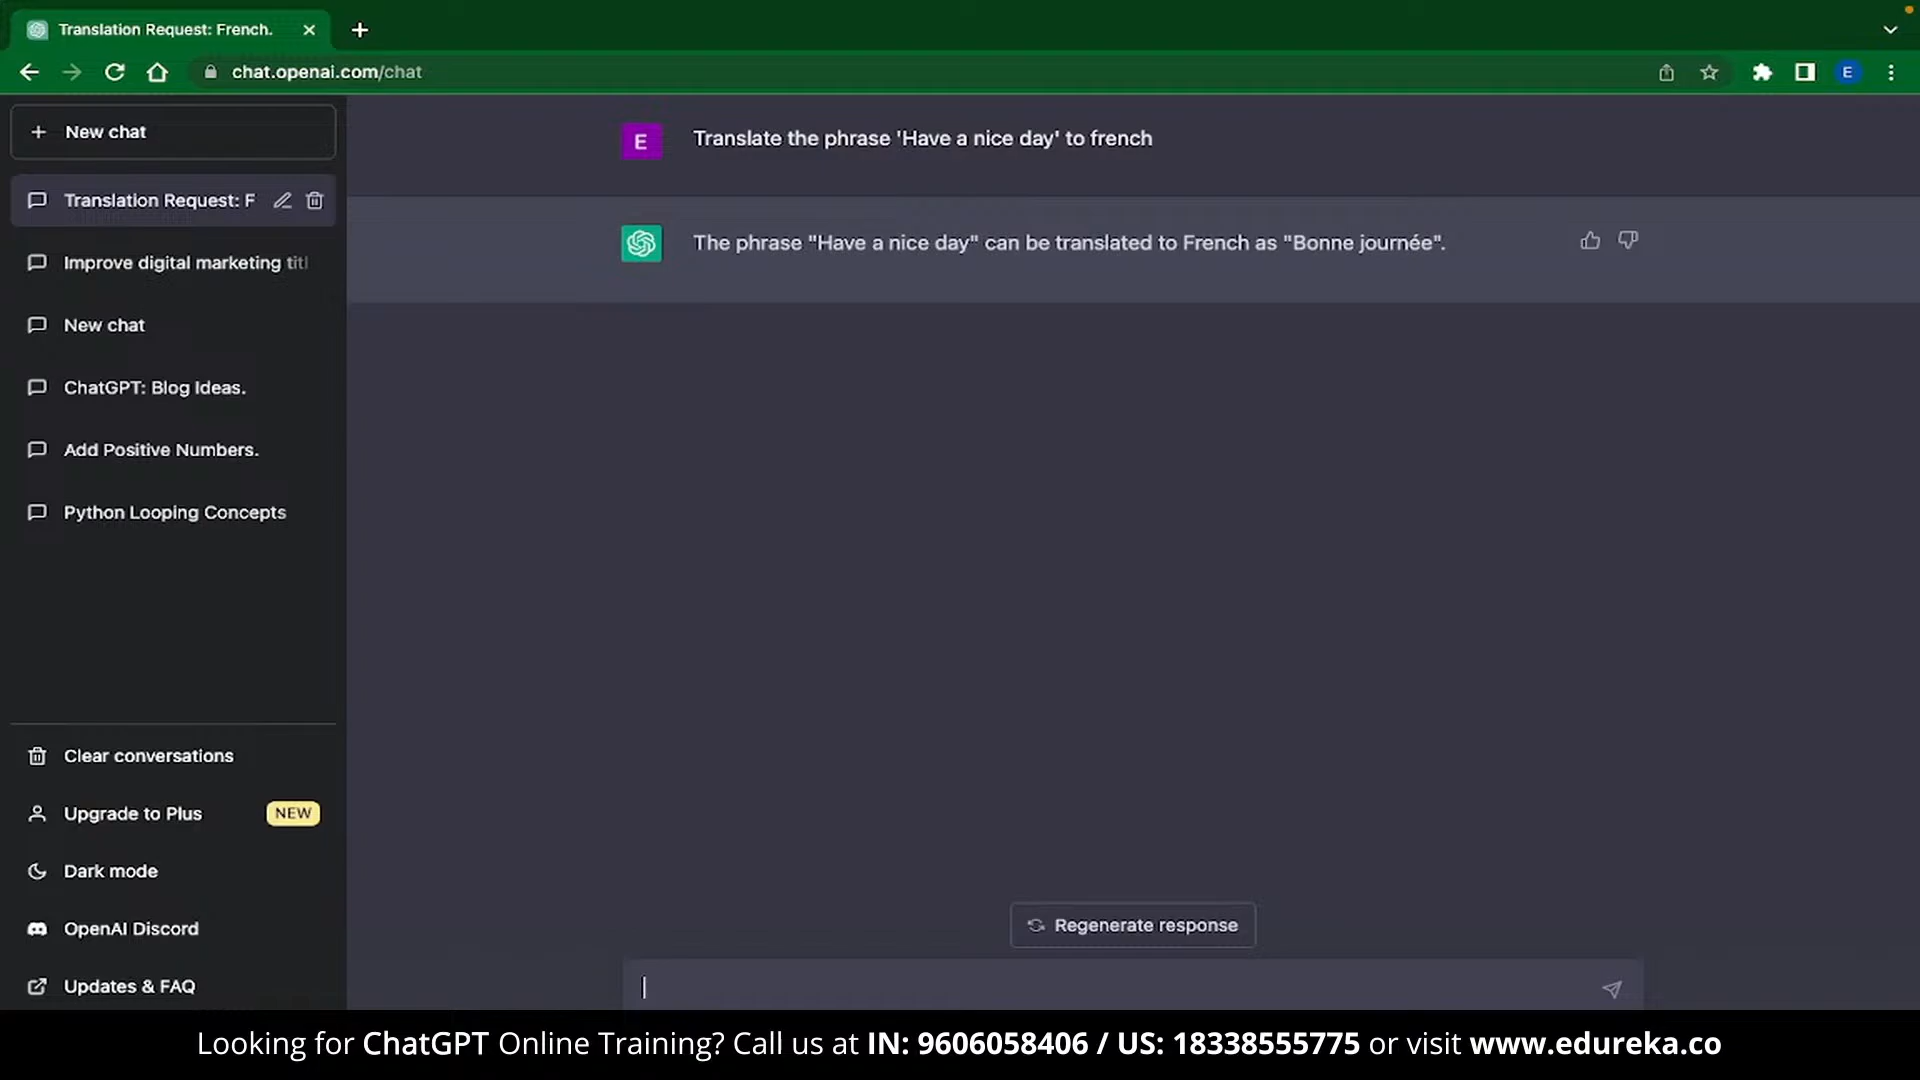 Translation Request: French.
chat.openai.com/chat
E
New chat
Translation Request: F
Improve digital marketing titl
New chat
ChatGPT: Blog Ideas.
Add Positive Numbers.
Python Looping Concepts
Clear conversations
Upgrade to Plus NEW
Dark mode
OpenAI Discord
Updates & FAQ
E Translate the phrase 'Have a nice day' to french
The phrase "Have a nice day" can be translated to French as "Bonne journée".
Regenerate response
Looking for ChatGPT Online Training? Call us at IN: 9606058406 / US: 18338555775 or visit www.edureka.co